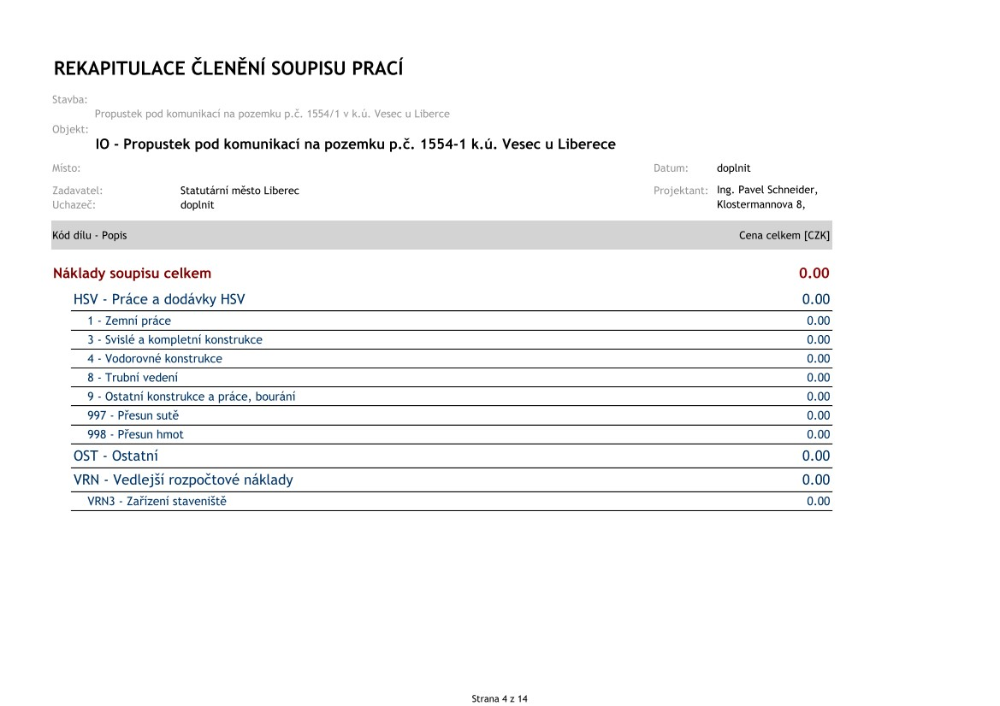 REKAPITULACE ČLENĚNÍ SOUPISU PRACÍ
Stavba:
Propustek pod komunikací na pozemku p.č. 1554/1 v k.ú. Vesec u Liberce
Objekt:
IO - Propustek pod komunikací na pozemku p.č. 1554-1 k.ú. Vesec u Liberece
Místo: Datum: doplnit
Zadavatel: Statutární město Liberec Projektant: Ing. Pavel Schneider,
Uchazeč: doplnit Klostermannova 8,
Kód dílu - Popis Cena celkem [CZK]
Náklady soupisu celkem 0.00
HSV - Práce a dodávky HSV 0.00
1 - Zemní práce 0.00
3 - Svislé a kompletní konstrukce 0.00
4 - Vodorovné konstrukce 0.00
8 - Trubní vedení 0.00
9 - Ostatní konstrukce a práce, bourání 0.00
997 - Přesun sutě 0.00
998 - Přesun hmot 0.00
OST - Ostatní 0.00
VRN - Vedlejší rozpočtové náklady 0.00
VRN3 - Zařízení staveniště 0.00
Strana 4 z 14